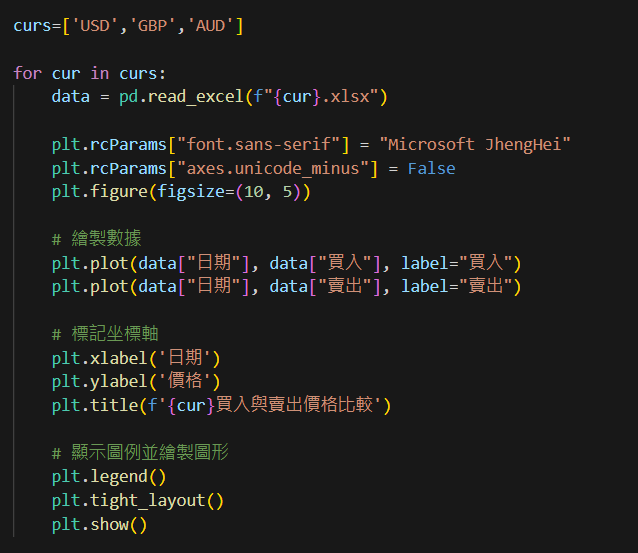 curs=['USD','GBP','AUD']
for cur in curs:
data = pd.read_excel(f"{cur}.xlsx")
plt.rcParams["font.sans-serif"] = "Microsoft JhengHei"
plt.rcParams["axes.unicode_minus"] = False
plt.figure(figsize=(10, 5))
# 繪製數據
plt.plot(data["日期"], data["買入"], label="買入")
plt.plot(data["日期"], data["賣出"], label="賣出")
# 標記坐標軸
plt.xlabel('日期')
plt.ylabel('價格')
plt.title(f'{cur}買入與賣出價格比較')
# 顯示圖例並繪製圖形
plt.legend()
plt.tight_layout()
plt.show()